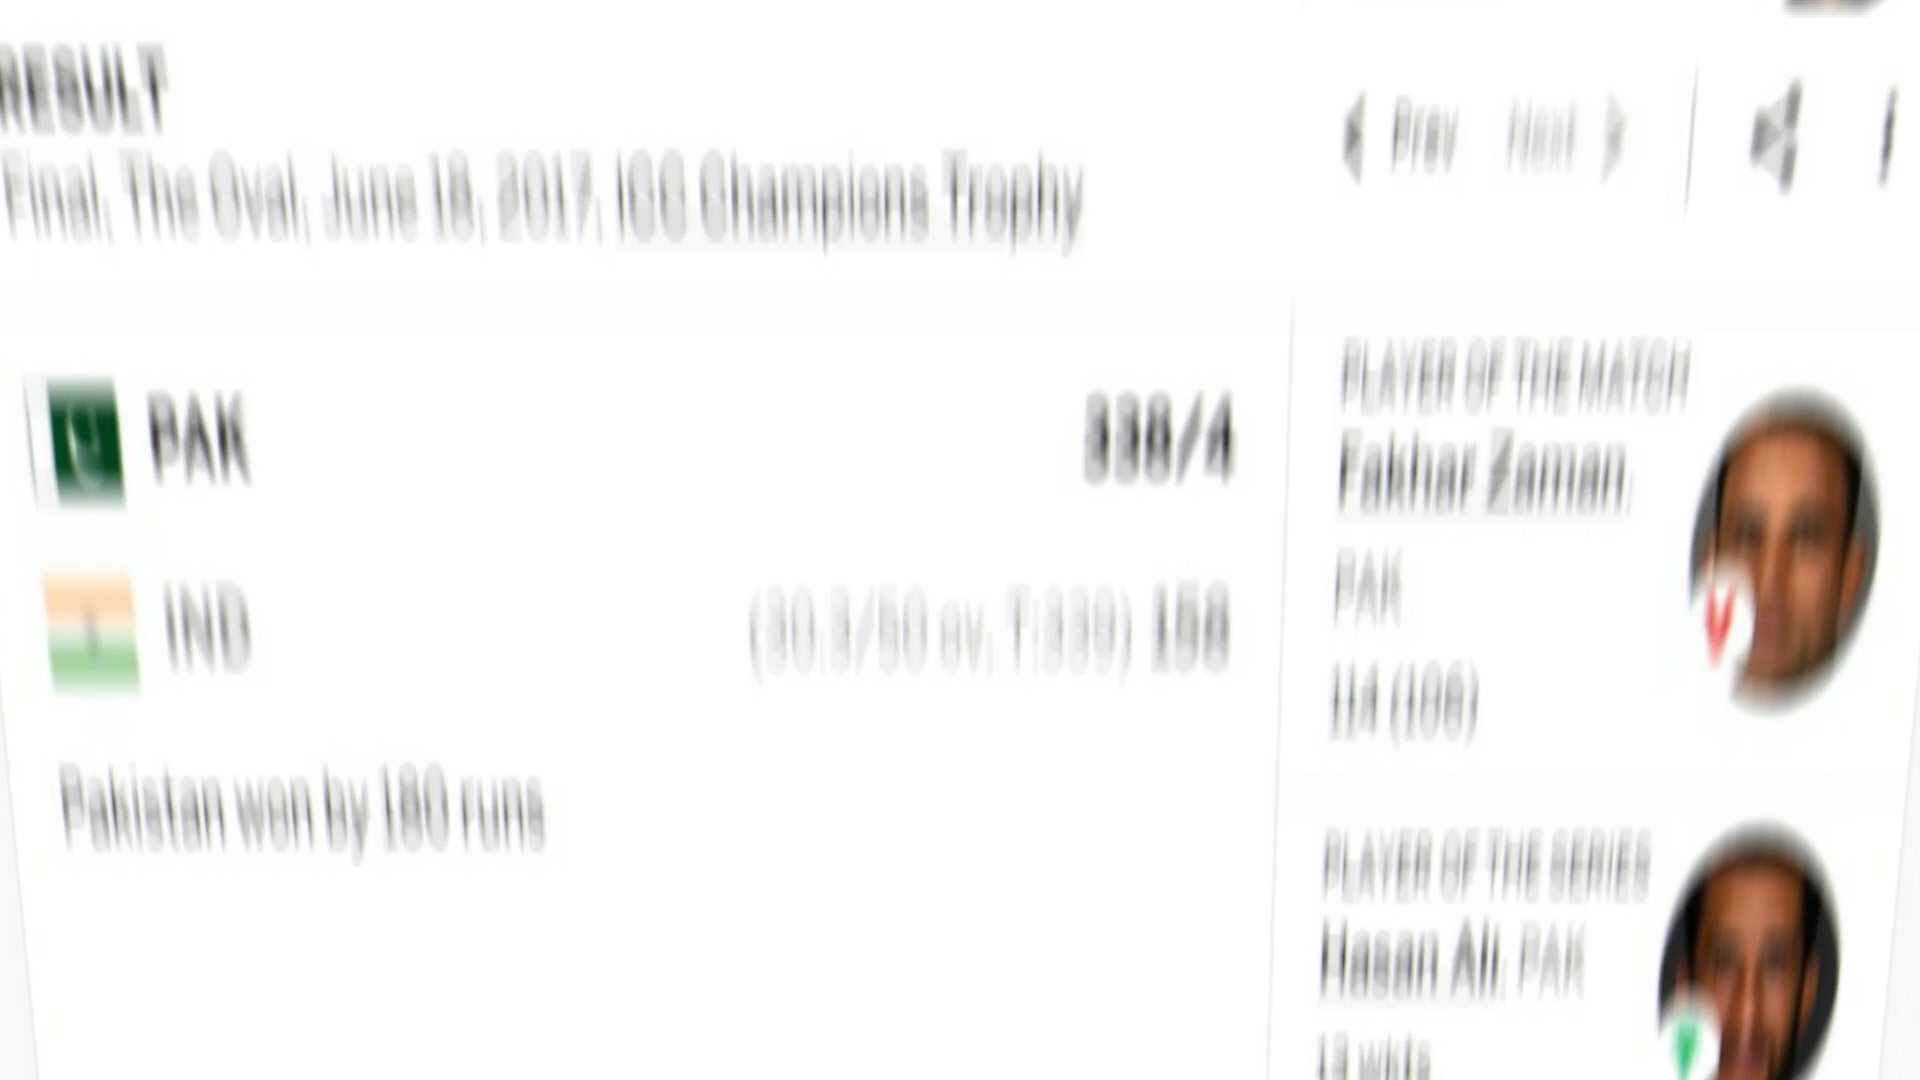 RESULT
Final, The Oval, June 18, 2017, ICC Champions Trophy
Prev Next
PAK 338/4
IND (30.3/50 ov, T:339) 158
Pakistan won by 180 runs
PLAYER OF THE MATCH
Fakhar Zaman,
PAK
114 (106)
PLAYER OF THE SERIES
Hasan Ali, PAK
13 wkts